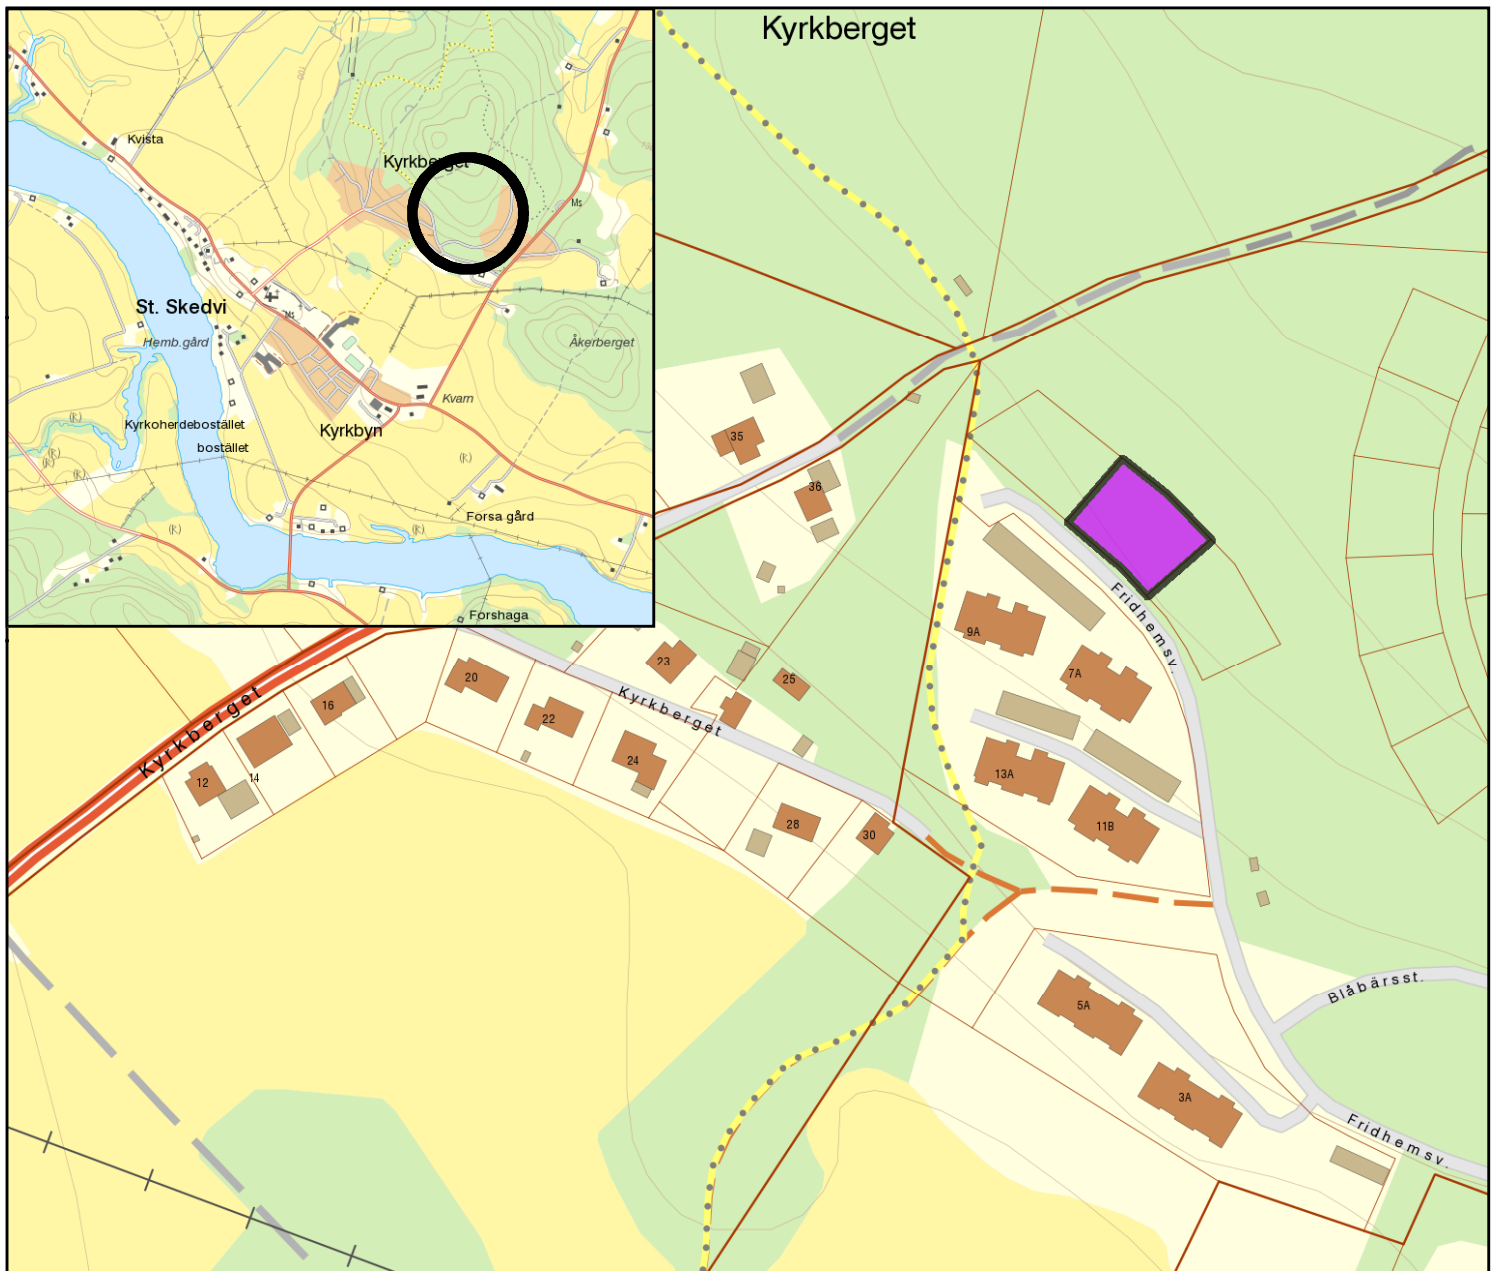 Kyrkberget
Kvista
Kyrkberget
Ms
St. Skedvi
Ms
Hemb.gård
Åkerberget
Kvarn
Kyrkoherdebostället
bostället
Kyrkbyn
(R)
(R)
(R)
(R)
(R)
Forsa gård
(R)
(R)
Forshaga
35
36
Fridhemsv.
9A
7A
23
20
25
16
Kyrkberget
22
Kyrkberget
24
12
14
13A
28
30
11B
Blåbärsst.
5A
3A
Fridhemsv.